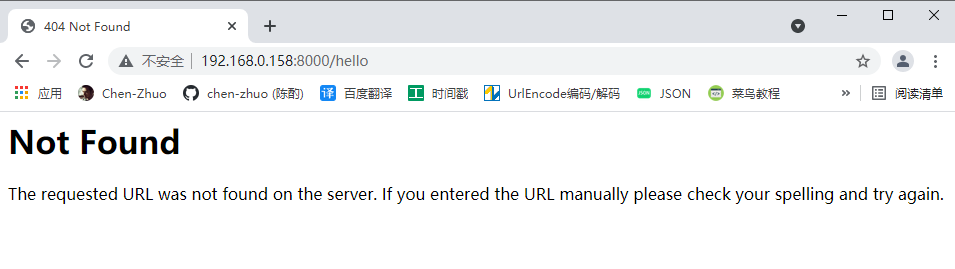 404 Not Found
不安全 192.168.0.158:8000/hello
应用 Chen-Zhuo chen-zhuo (陈酌) 译 百度翻译 工 时间戳 UrlEncode编码/解码 JSON 菜鸟教程 » 阅读清单
Not Found
The requested URL was not found on the server. If you entered the URL manually please check your spelling and try again.